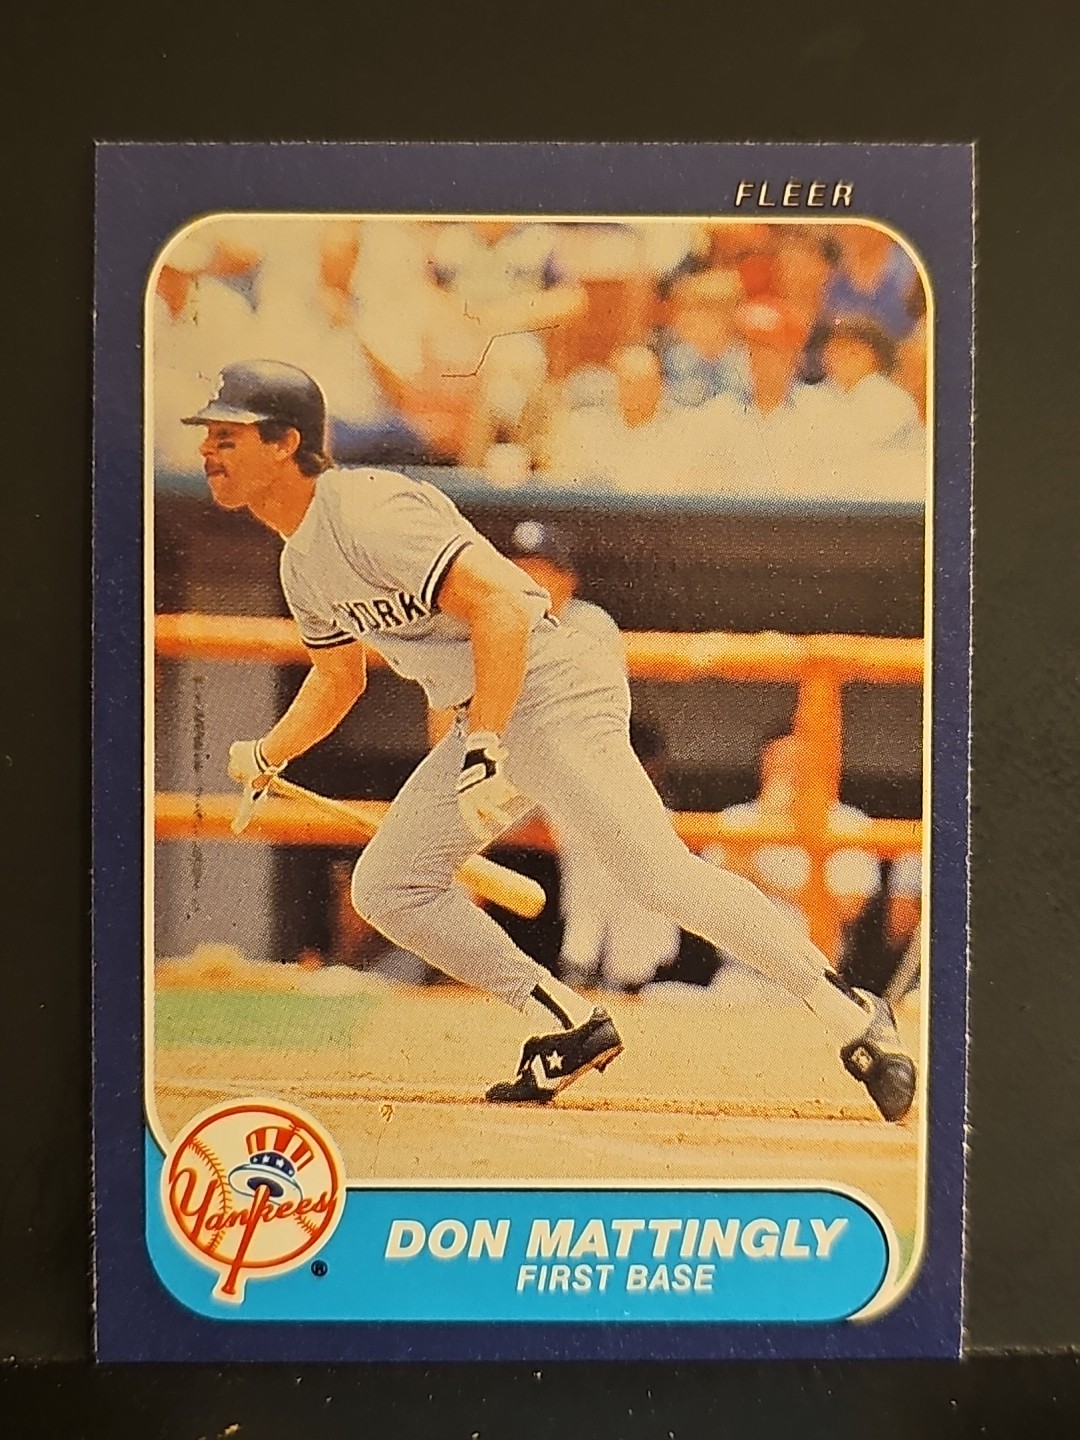 FLEER
YORK
Yankees
®
DON MATTINGLY
FIRST BASE